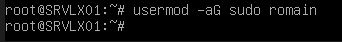 root@SRVLX01:~# usermod -aG sudo romain
root@SRVLX01:~#